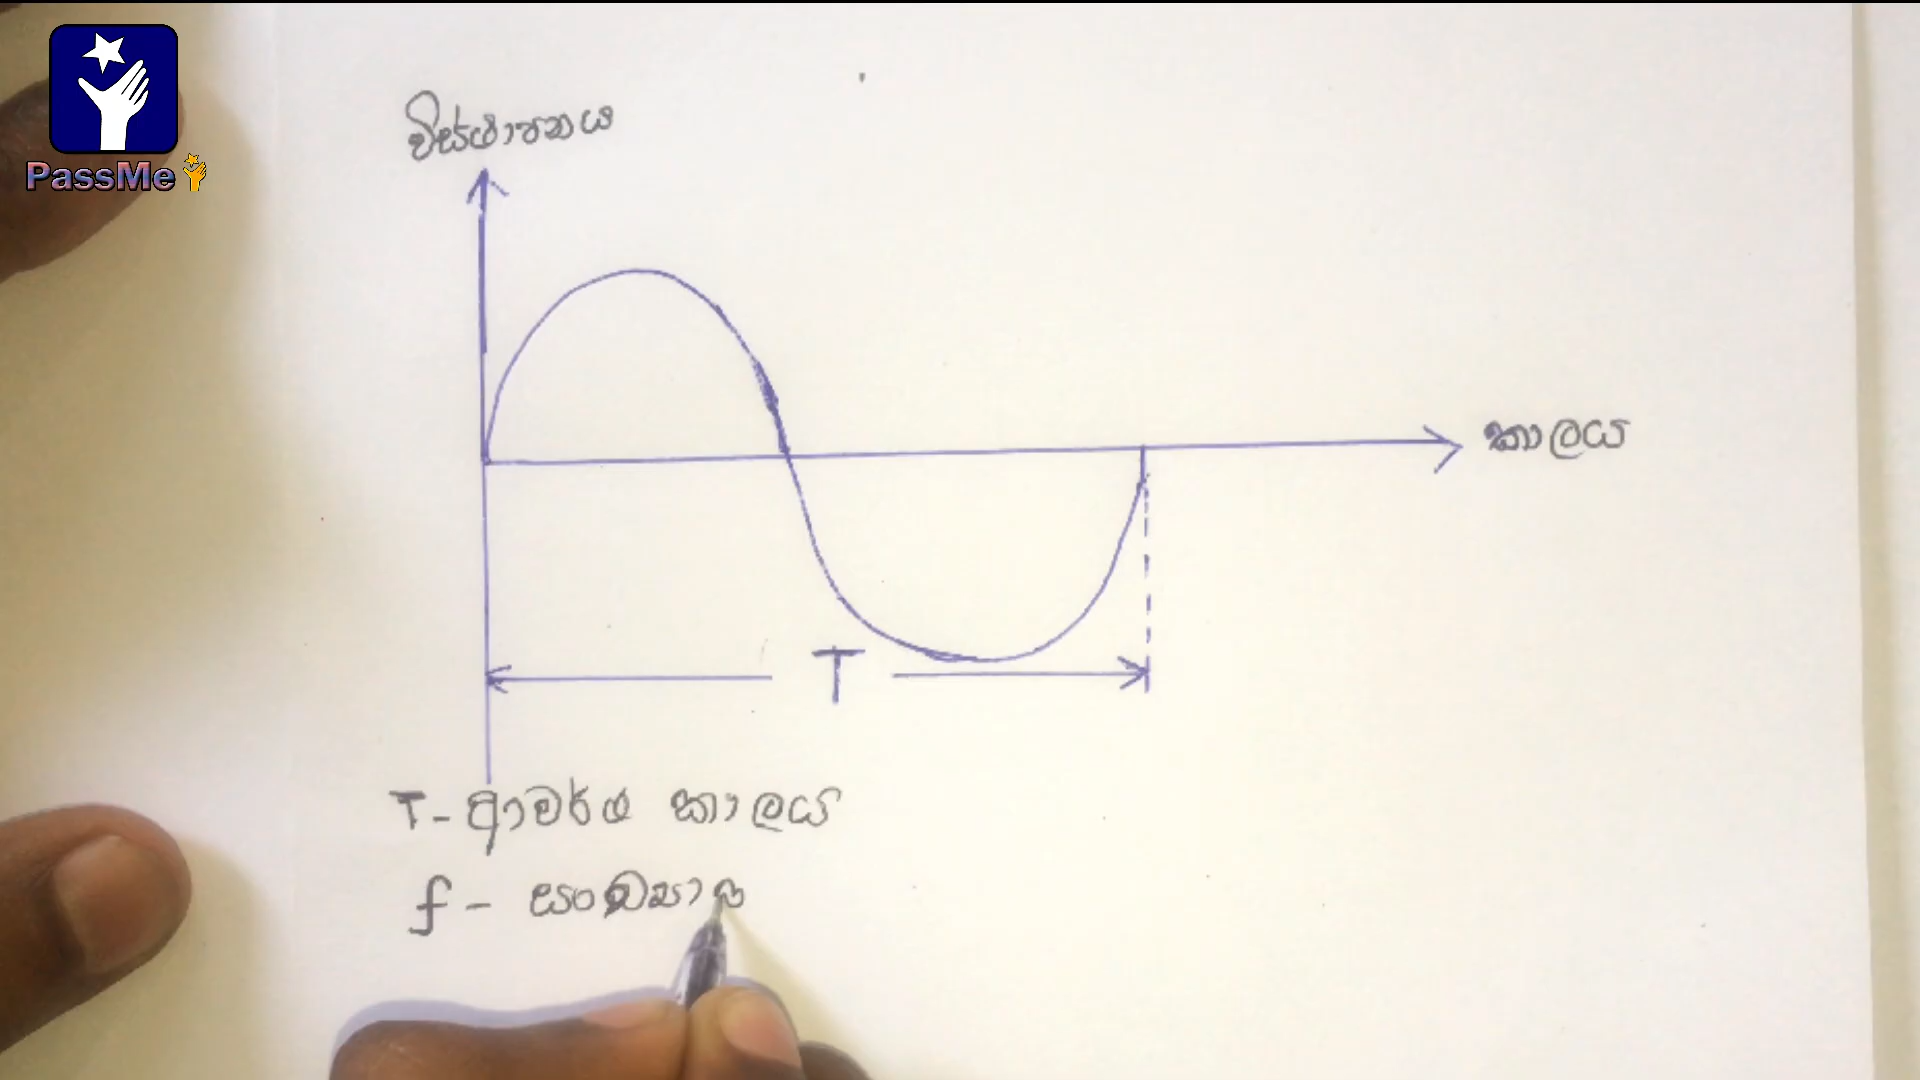 PassMe
විස්ථාපනය
කාලය
T
T - ආවර්ත කාලය
f - සංඛ්‍යාත